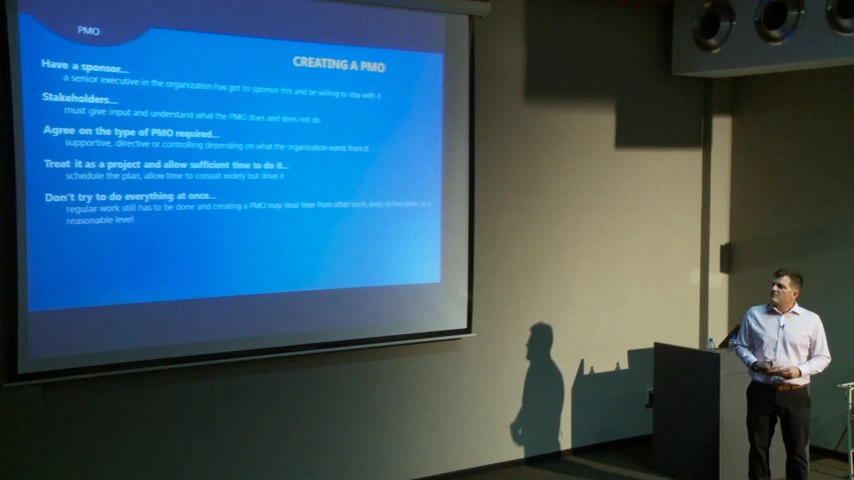 PMO
CREATING A PMO
Have a sponsor...
a senior executive in the organization has got to sponsor this and be willing to stay with it
Stakeholders...
must give input and understand what the PMO does and does not do
Agree on the type of PMO required...
supportive, directive or controlling depending on what the organization wants from it
Treat it as a project and allow sufficient time to do it...
schedule the plan, allow time to consult widely but drive it
Don't try to do everything at once...
regular work still has to be done and creating a PMO may steal time from other work, keep deliverables to a
reasonable level